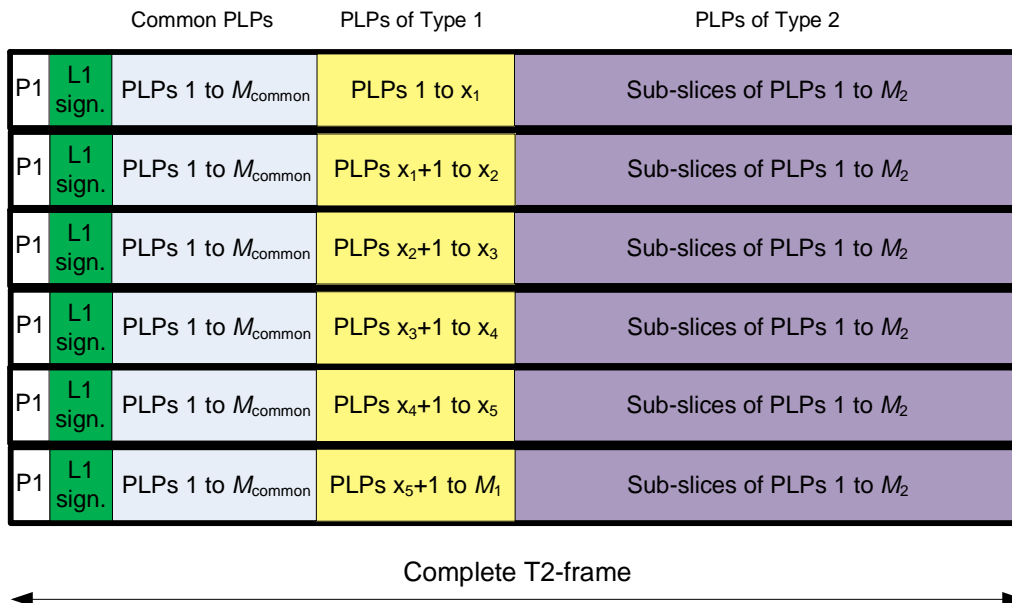 Common PLPs PLPs of Type 1 PLPs of Type 2
P1 L1 sign. PLPs 1 to Mcommon PLPs 1 to x1 Sub-slices of PLPs 1 to M2
P1 L1 sign. PLPs 1 to Mcommon PLPs x1+1 to x2 Sub-slices of PLPs 1 to M2
P1 L1 sign. PLPs 1 to Mcommon PLPs x2+1 to x3 Sub-slices of PLPs 1 to M2
P1 L1 sign. PLPs 1 to Mcommon PLPs x3+1 to x4 Sub-slices of PLPs 1 to M2
P1 L1 sign. PLPs 1 to Mcommon PLPs x4+1 to x5 Sub-slices of PLPs 1 to M2
P1 L1 sign. PLPs 1 to Mcommon PLPs x5+1 to M1 Sub-slices of PLPs 1 to M2
Complete T2-frame